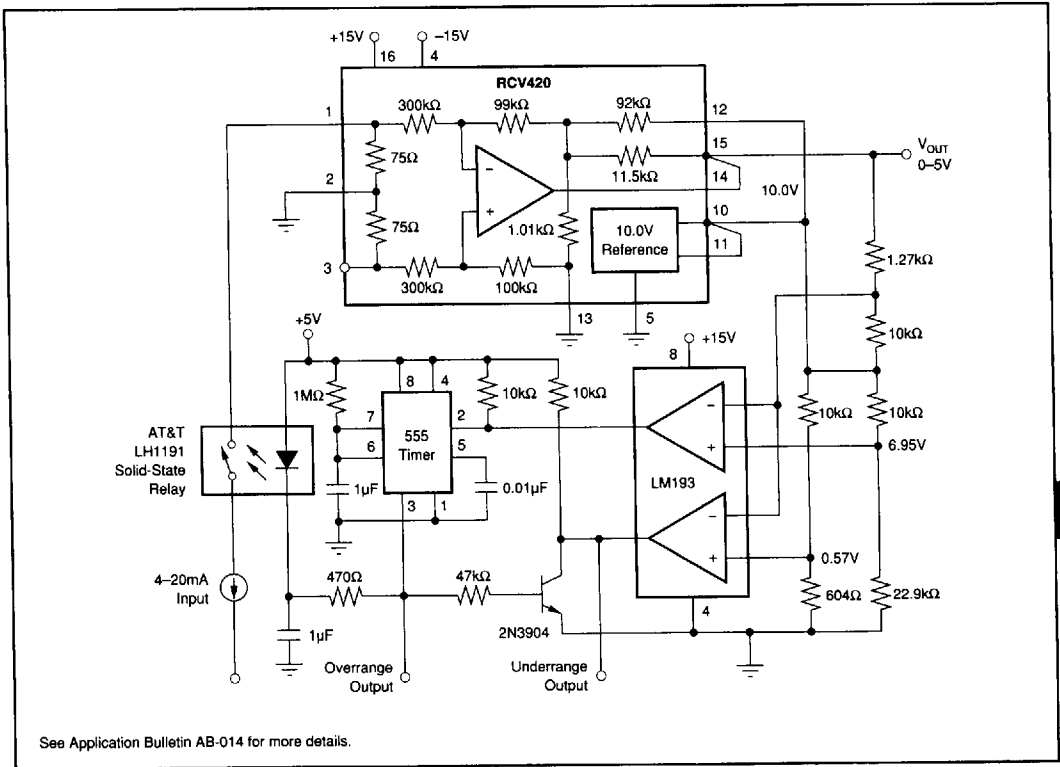 +15V
–15V
16
4
RCV420
1
300kΩ
99kΩ
92kΩ
12
15
V_OUT
0–5V
75Ω
11.5kΩ
14
2
10.0V
10
75Ω
1.01kΩ
10.0V
Reference
11
1.27kΩ
3
300kΩ
100kΩ
13
5
10kΩ
+5V
8
+15V
1MΩ
8
4
10kΩ
10kΩ
10kΩ
10kΩ
7
2
6
555
Timer
5
6.95V
AT&T
LH1191
Solid-State
Relay
LM193
1µF
0.01µF
3
1
0.57V
4–20mA
Input
470Ω
47kΩ
604Ω
22.9kΩ
4
2N3904
1µF
Overrange
Output
Underrange
Output
–
+
–
+
–
+
See Application Bulletin AB-014 for more details.